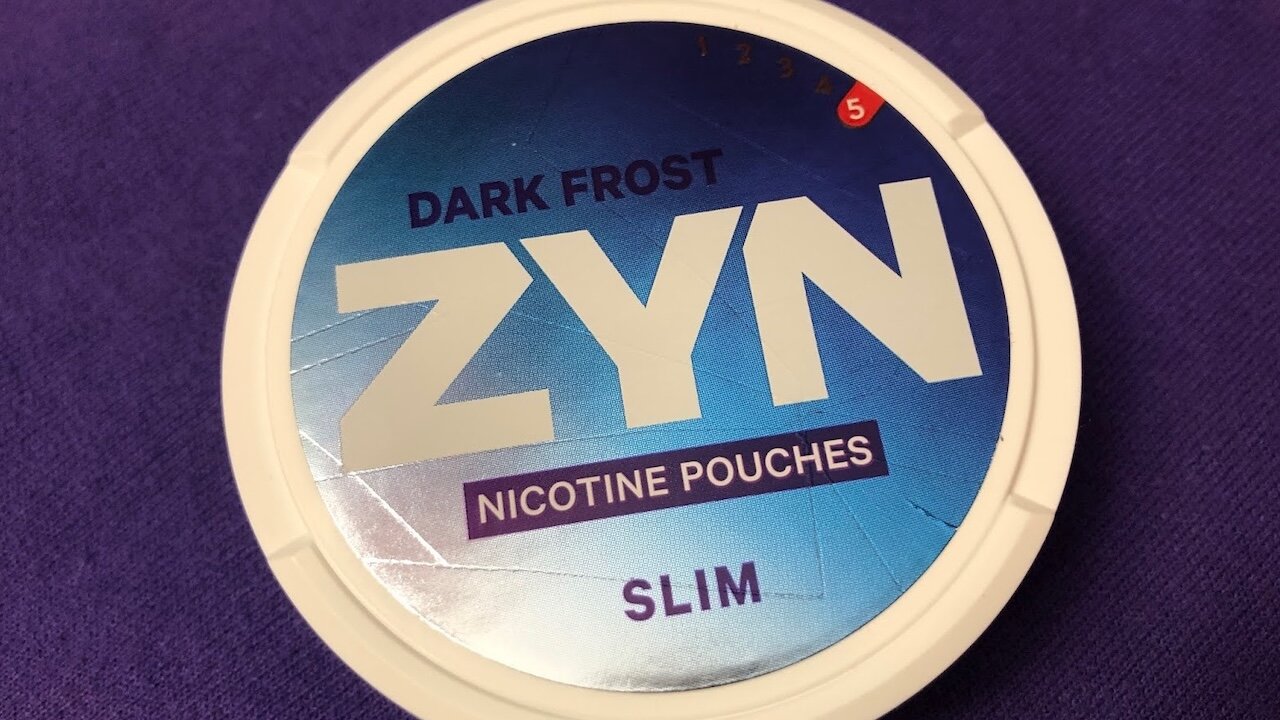 1 2 3 4 5
DARK FROST
ZYN
NICOTINE POUCHES
SLIM